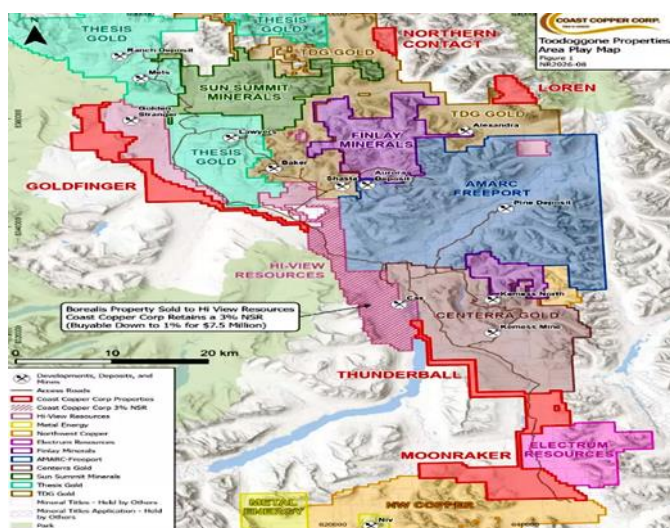 COAST COPPER CORP.
Toodoggone Properties
Area Play Map
Figure 1
NR2026-08
THESIS
GOLD
THESIS
GOLD
TDG GOLD
NORTHERN
CONTACT
Ranch Deposit
Mets
SUN SUMMIT
MINERALS
LOREN
TDG GOLD
Golden
Stranger
Lawyers
FINLAY
MINERALS
Alexandra
THESIS
GOLD
Baker
Shasta
Aurora
Deposit
GOLDFINGER
AMARC
FREEPORT
Pine Deposit
HI-VIEW
RESOURCES
Borealis Property Sold to Hi View Resources
Coast Copper Corp Retains a 3% NSR
(Buyable Down to 1% for $7.5 Million)
Kemess North
CENTERRA GOLD
Kemess Mine
0
10
20 km
THUNDERBALL
Developments, Deposits, and
Mines
Access Roads
Coast Copper Corp Properties
Coast Copper Corp 3% NSR
Hi-View Resources
Metal Energy
Northwest Copper
Electrum Resources
Finlay Minerals
AMARC-Freeport
Centerra Gold
Sun Summit Minerals
Thesis Gold
TDG Gold
Mineral Titles - Held by Others
Mineral Titles Application - Held
by Others
Park
MOONRAKER
ELECTRUM
RESOURCES
METAL
ENERGY
NW COPPER
Niv